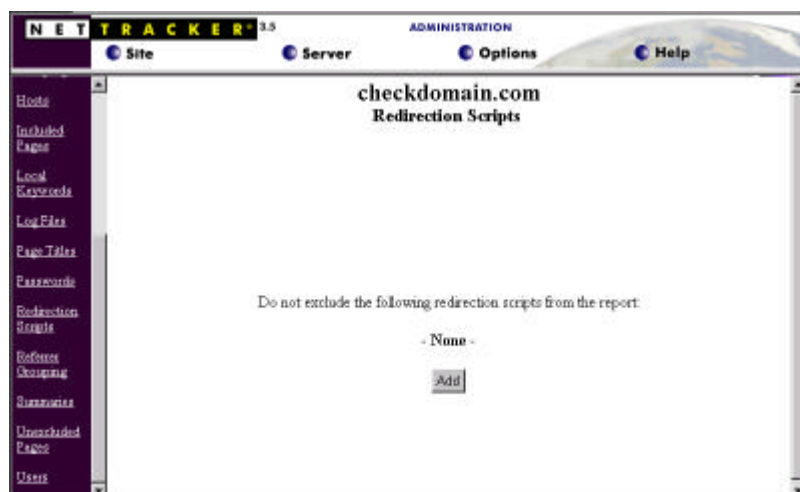 NET TRACKER® 3.5
ADMINISTRATION
Site Server Options Help
Hosts
Included
Pages
Local
Keywords
Log Files
Page Titles
Passwords
Redirection
Scripts
Referrer
Grouping
Summaries
Unexcluded
Pages
Users
checkdomain.com
Redirection Scripts
Do not exclude the following redirection scripts from the report:
- None -
Add